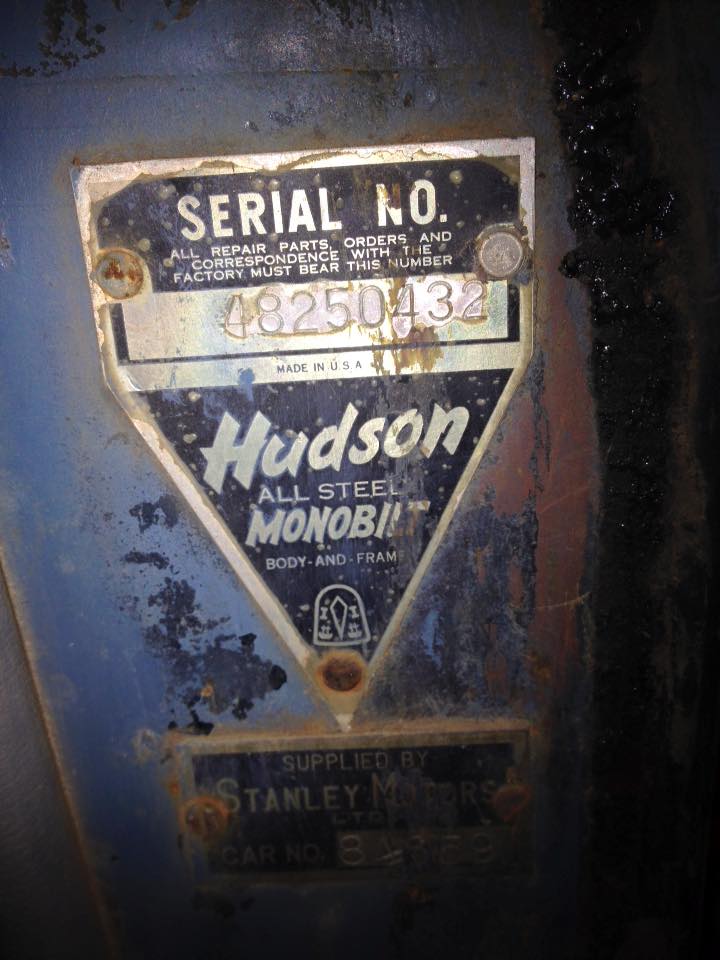 SERIAL NO.
ALL REPAIR PARTS, ORDERS AND
CORRESPONDENCE WITH THE
FACTORY MUST BEAR THIS NUMBER
48250432
MADE IN U.S.A
Hudson
ALL STEEL
MONOBILT
BODY-AND-FRAME
SUPPLIED BY
STANLEY MOTORS
LTD
CAR NO.